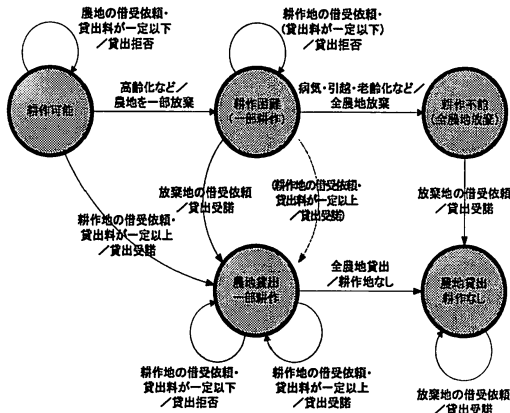 農地の借受依頼・
貸出料が一定以下
／貸出拒否
耕作地の借受依頼・
(貸出料が一定以下)
／貸出拒否
耕作可能
高齢化など／
農地を一部放棄
耕作困難
(一部耕作)
病気・引越・老齢化など／
全農地放棄
耕作不能
(全農地放棄)
耕作地の借受依頼・
貸出料が一定以上
／貸出受諾
放棄地の借受依頼
／貸出受諾
(耕作地の借受依頼・
貸出料が一定以上
／貸出受諾)
放棄地の借受依頼
／貸出受諾
農地貸出
一部耕作
全農地貸出
／耕作地なし
農地貸出
耕作なし
耕作地の借受依頼・
貸出料が一定以下
／貸出拒否
耕作地の借受依頼・
貸出料が一定以上
／貸出受諾
放棄地の借受依頼
／貸出受諾